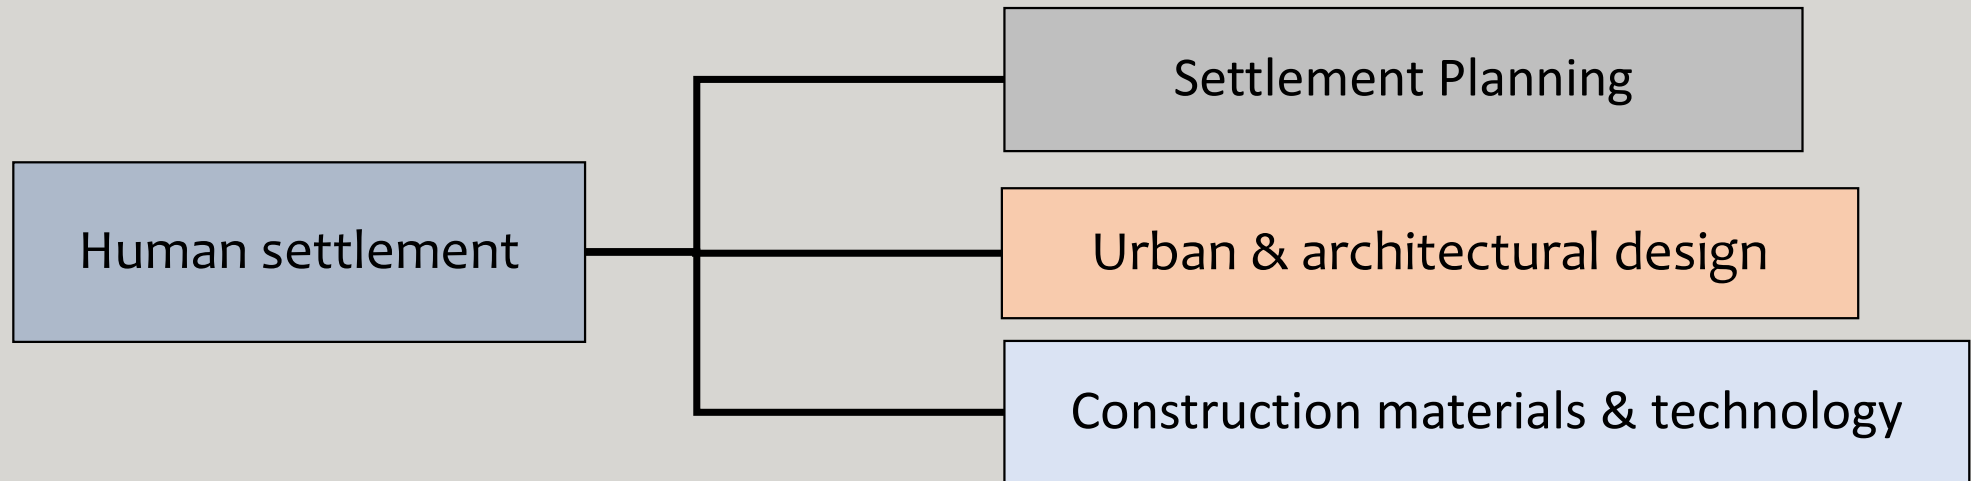 Settlement Planning
Human settlement
Urban & architectural design
Construction materials & technology